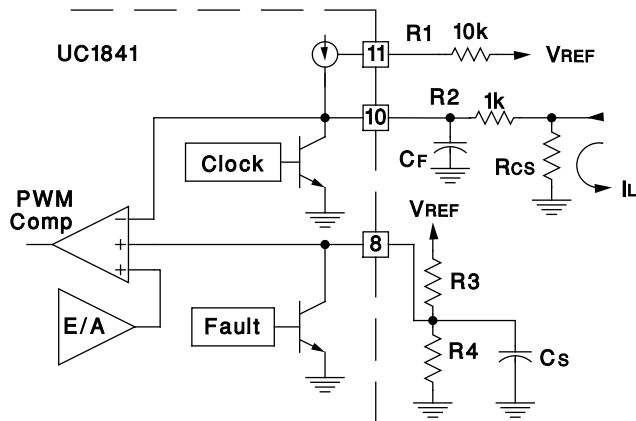 UC1841
11
R1
10k
VREF
10
R2
1k
CF
RCS
IL
Clock
PWM
Comp
−
+
+
8
VREF
R3
E/A
Fault
R4
CS